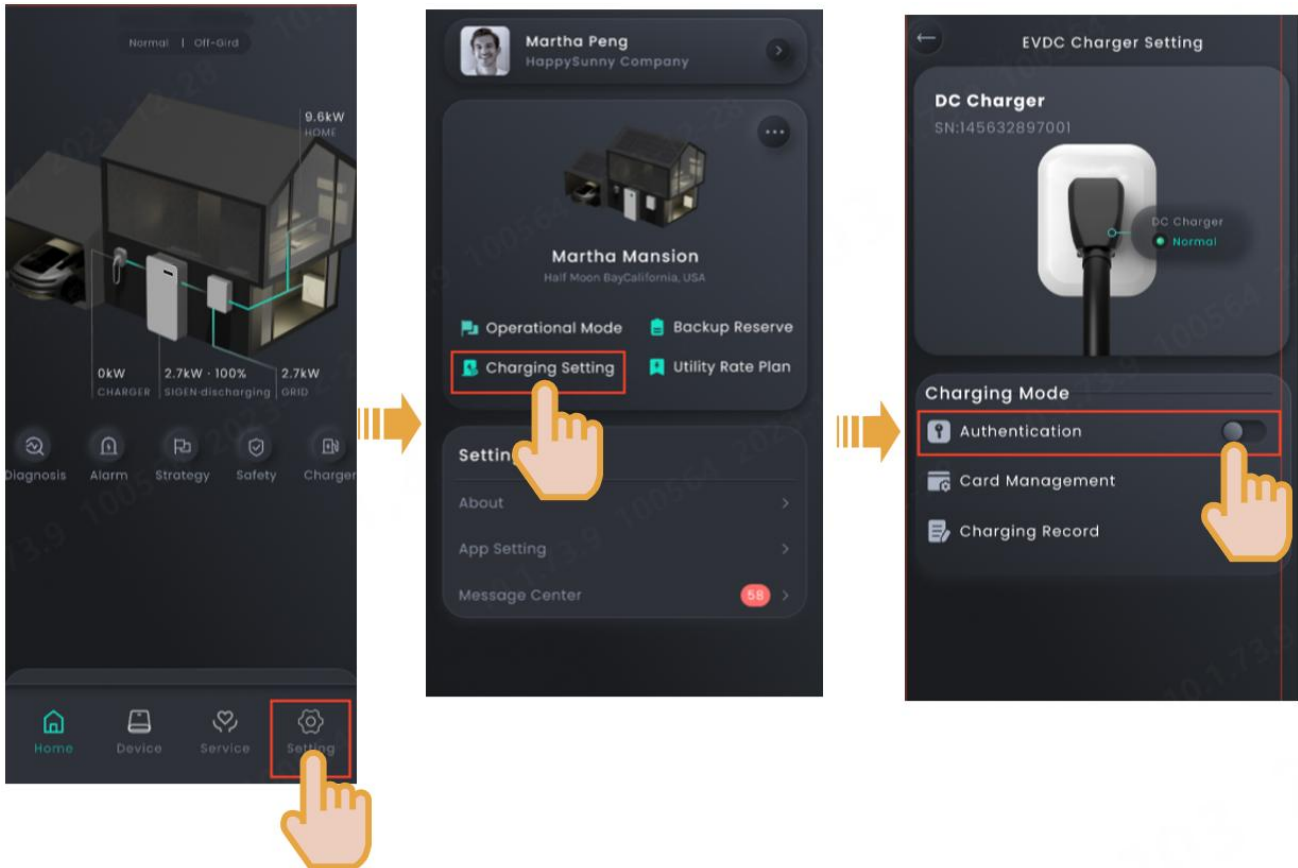 Normal | Off-Gird
9.6kW
HOME
0kW
CHARGER
2.7kW · 100%
SIGEN-discharging
2.7kW
GRID
Diagnosis
Alarm
Strategy
Safety
Charger
Home
Device
Service
Setting
Martha Peng
HappySunny Company
Martha Mansion
Half Moon BayCalifornia, USA
Operational Mode
Backup Reserve
Charging Setting
Utility Rate Plan
Settin
About
App Setting
Message Center
58
EVDC Charger Setting
DC Charger
SN:145632897001
DC Charger
Normal
Charging Mode
Authentication
Card Management
Charging Record